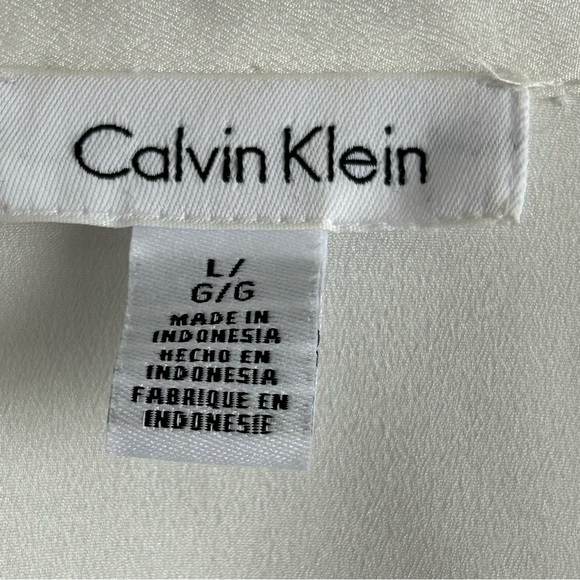 Calvin Klein
L/
G/G
MADE IN
INDONESIA
HECHO EN
INDONESIA
FABRIQUE EN
INDONESIE